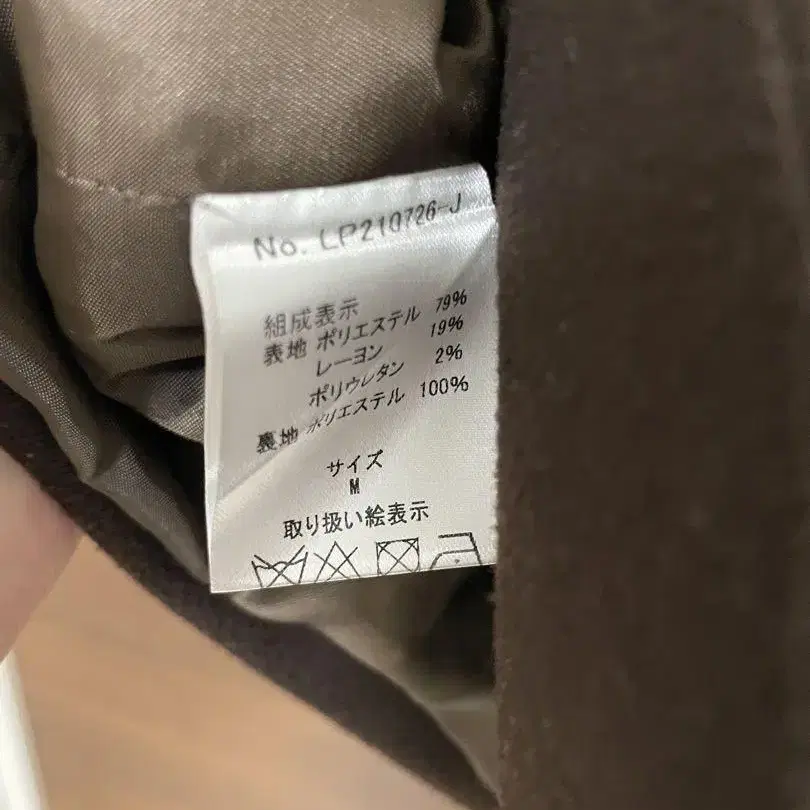 No. LP210726-J
組成表示
表地 ポリエステル 79%
レーヨン 19%
ポリウレタン 2%
裏地 ポリエステル 100%
サイズ
M
取り扱い絵表示